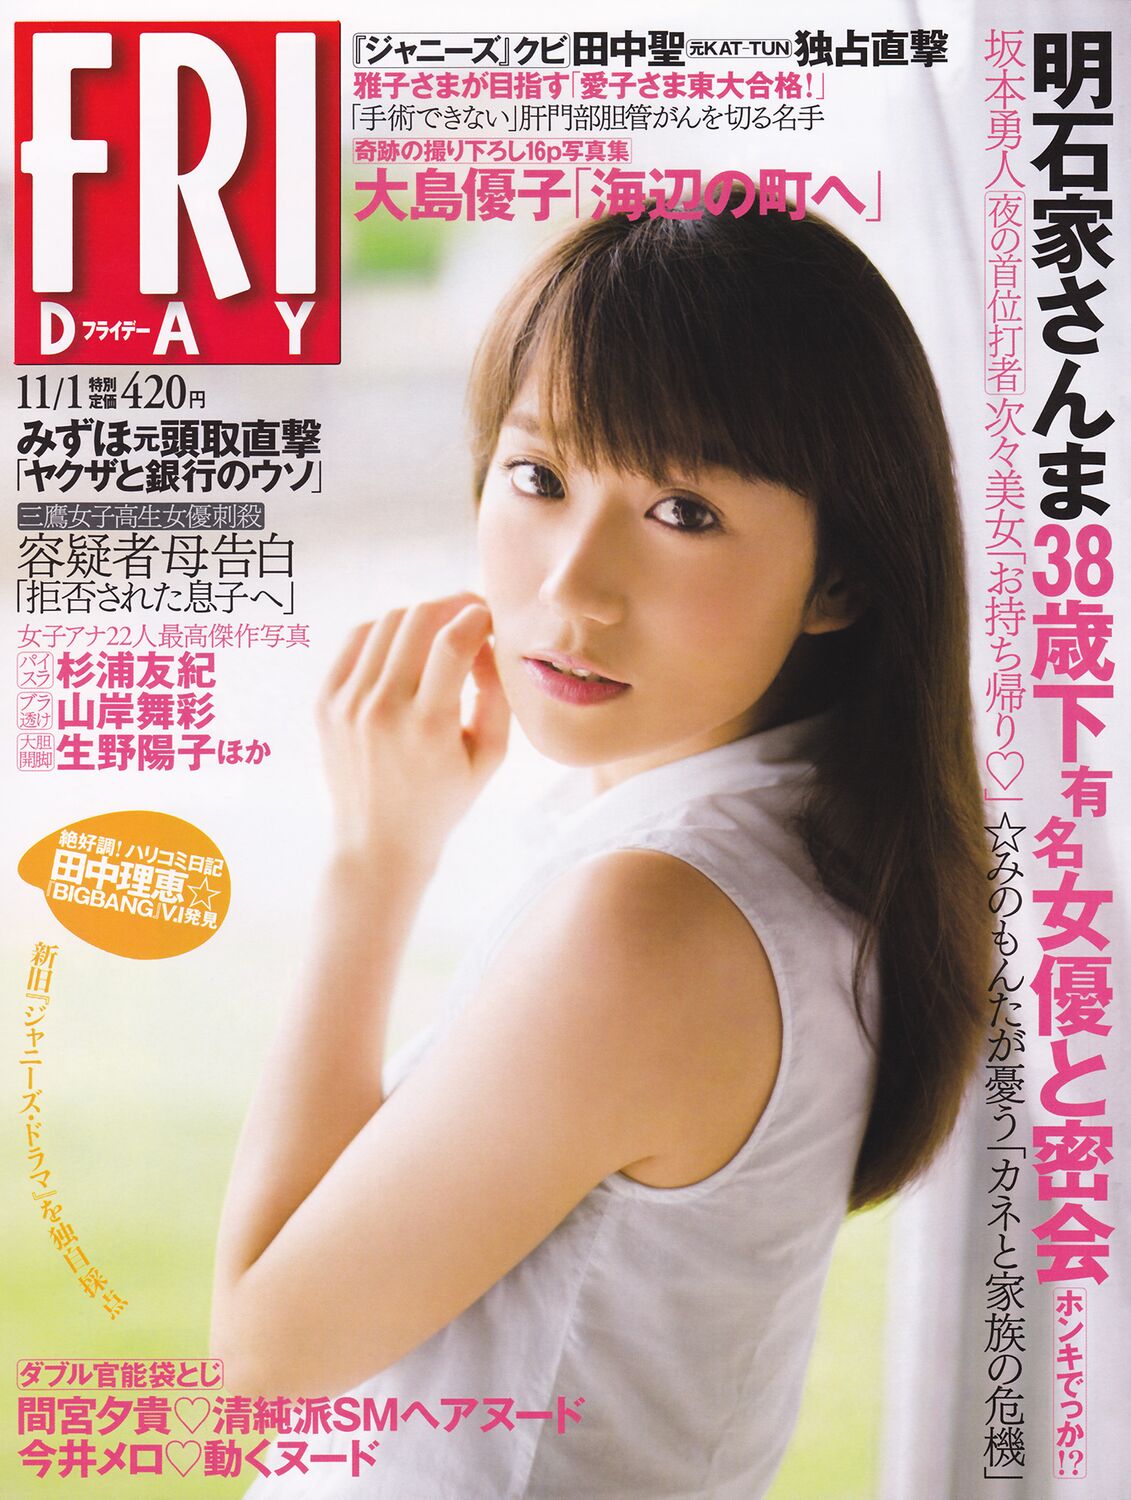 FRI
DAY
フライデー
11/1 特別定価420円
『ジャニーズ』クビ 田中聖 元KAT-TUN 独占直撃
雅子さまが目指す「愛子さま東大合格!」
「手術できない」肝門部胆管がんを切る名手
奇跡の撮り下ろし16p写真集
大島優子「海辺の町へ」
明石家さんま38歳下有名女優と密会 ホンキでっか!?
坂本勇人 夜の首位打者 次々美女「お持ち帰り♡」☆みのもんたが憂う「カネと家族の危機」
みずほ元頭取直撃
「ヤクザと銀行のウソ」
三鷹女子高生女優刺殺
容疑者母告白
「拒否された息子へ」
女子アナ22人最高傑作写真
パイスラ 杉浦友紀
ブラ透け 山岸舞彩
大胆開脚 生野陽子ほか
絶好調!ハリコミ日記
田中理恵☆
『BIGBANG』V.I発見
新旧『ジャニーズ・ドラマ』を独自採点
ダブル官能袋とじ
間宮夕貴♡清純派SMヘアヌード
今井メロ♡動くヌード